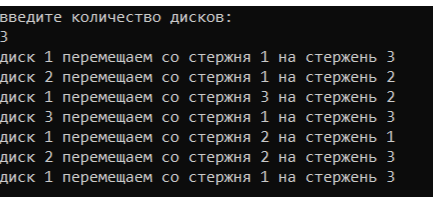 введите количество дисков:
3
диск 1 перемещаем со стержня 1 на стержень 3
диск 2 перемещаем со стержня 1 на стержень 2
диск 1 перемещаем со стержня 3 на стержень 2
диск 3 перемещаем со стержня 1 на стержень 3
диск 1 перемещаем со стержня 2 на стержень 1
диск 2 перемещаем со стержня 2 на стержень 3
диск 1 перемещаем со стержня 1 на стержень 3